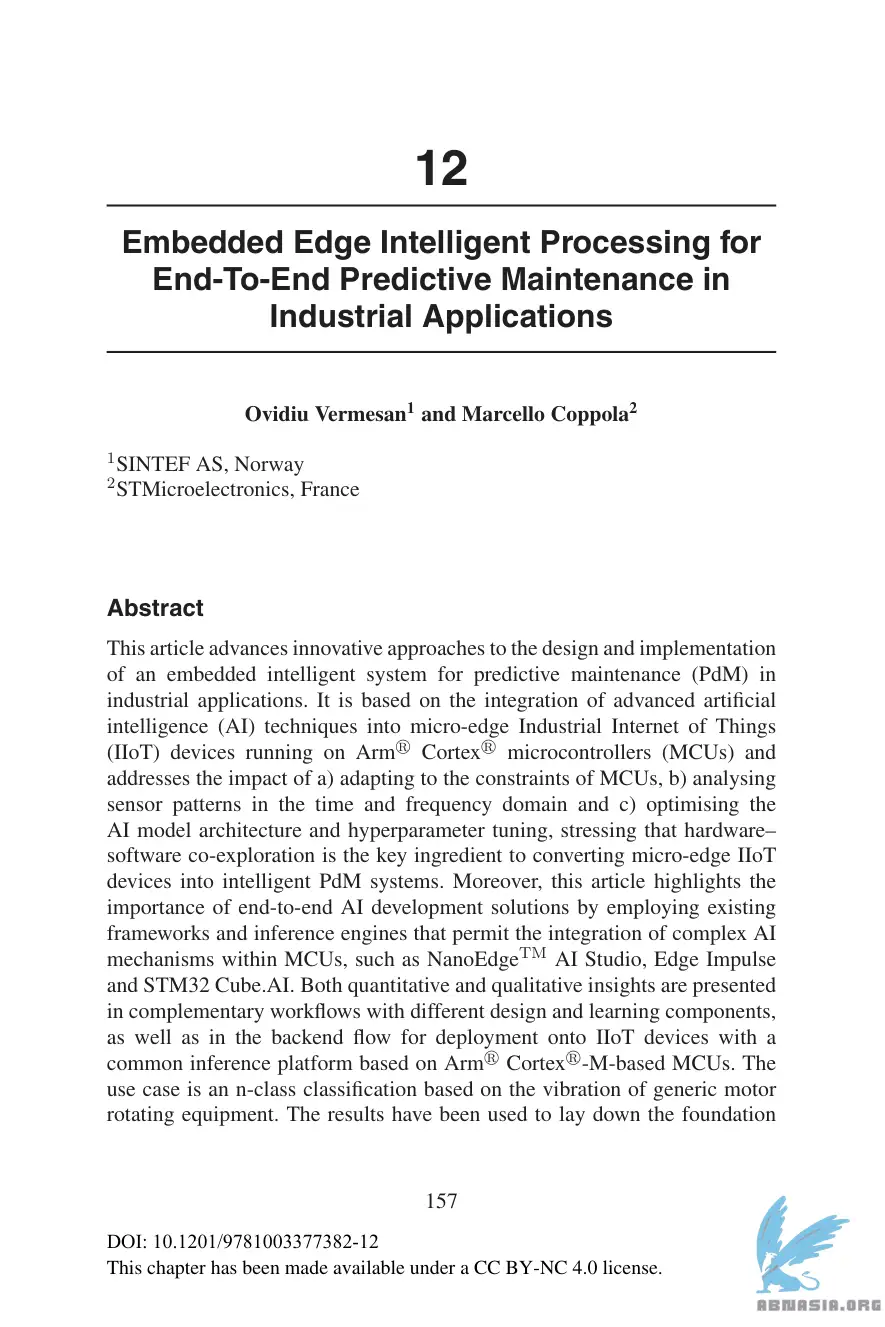 12
Embedded Edge Intelligent Processing for
End-To-End Predictive Maintenance in
Industrial Applications
Ovidiu Vermesan1 and Marcello Coppola2
1SINTEF AS, Norway
2STMicroelectronics, France
Abstract
This article advances innovative approaches to the design and implementation
of an embedded intelligent system for predictive maintenance (PdM) in
industrial applications. It is based on the integration of advanced artificial
intelligence (AI) techniques into micro-edge Industrial Internet of Things
(IIoT) devices running on Arm® Cortex® microcontrollers (MCUs) and
addresses the impact of a) adapting to the constraints of MCUs, b) analysing
sensor patterns in the time and frequency domain and c) optimising the
AI model architecture and hyperparameter tuning, stressing that hardware–
software co-exploration is the key ingredient to converting micro-edge IIoT
devices into intelligent PdM systems. Moreover, this article highlights the
importance of end-to-end AI development solutions by employing existing
frameworks and inference engines that permit the integration of complex AI
mechanisms within MCUs, such as NanoEdge™ AI Studio, Edge Impulse
and STM32 Cube.AI. Both quantitative and qualitative insights are presented
in complementary workflows with different design and learning components,
as well as in the backend flow for deployment onto IIoT devices with a
common inference platform based on Arm® Cortex®-M-based MCUs. The
use case is an n-class classification based on the vibration of generic motor
rotating equipment. The results have been used to lay down the foundation
157
DOI: 10.1201/9781003377382-12
This chapter has been made available under a CC BY-NC 4.0 license.
ABNASIA.ORG